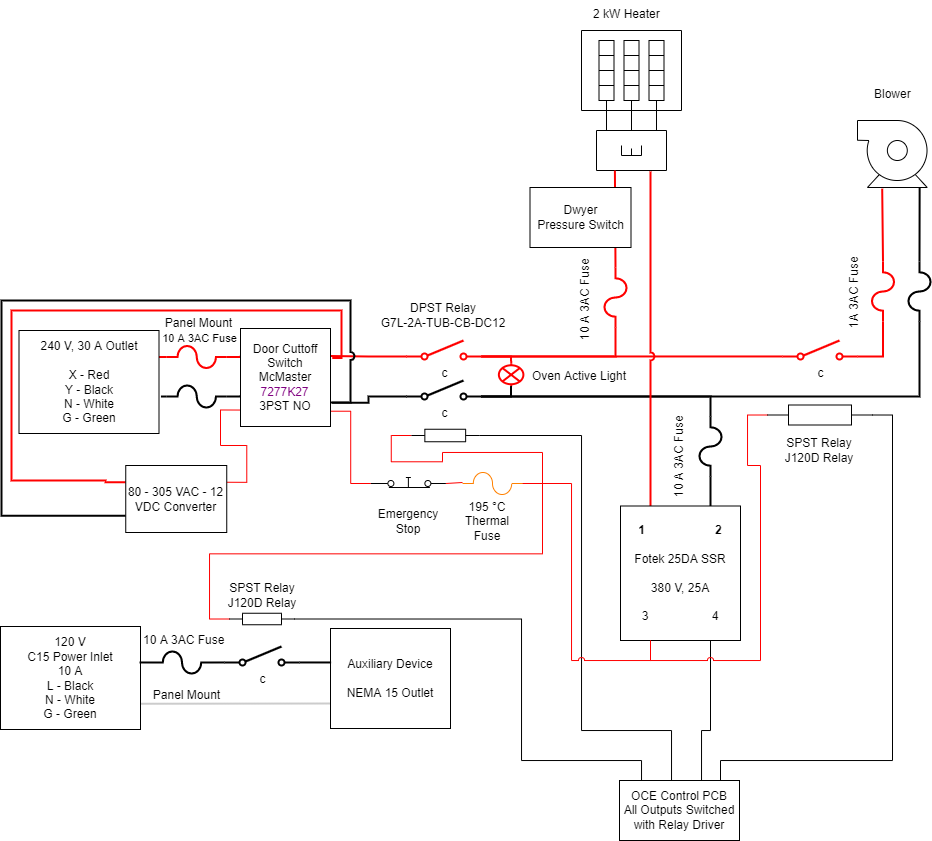 2 kW Heater
Blower
Dwyer
Pressure Switch
10 A 3AC Fuse
1A 3AC Fuse
DPST Relay
G7L-2A-TUB-CB-DC12
C
C
C
Oven Active Light
Panel Mount
10 A 3AC Fuse
240 V, 30 A Outlet
X - Red
Y - Black
N - White
G - Green
Door Cuttoff
Switch
McMaster
7277K27
3PST NO
10 A 3AC Fuse
SPST Relay
J120D Relay
80 - 305 VAC - 12
VDC Converter
Emergency
Stop
195 °C
Thermal
Fuse
1
2
Fotek 25DA SSR
380 V, 25A
3
4
SPST Relay
J120D Relay
120 V
C15 Power Inlet
10 A
L - Black
N - White
G - Green
10 A 3AC Fuse
C
Panel Mount
Auxiliary Device
NEMA 15 Outlet
OCE Control PCB
All Outputs Switched
with Relay Driver